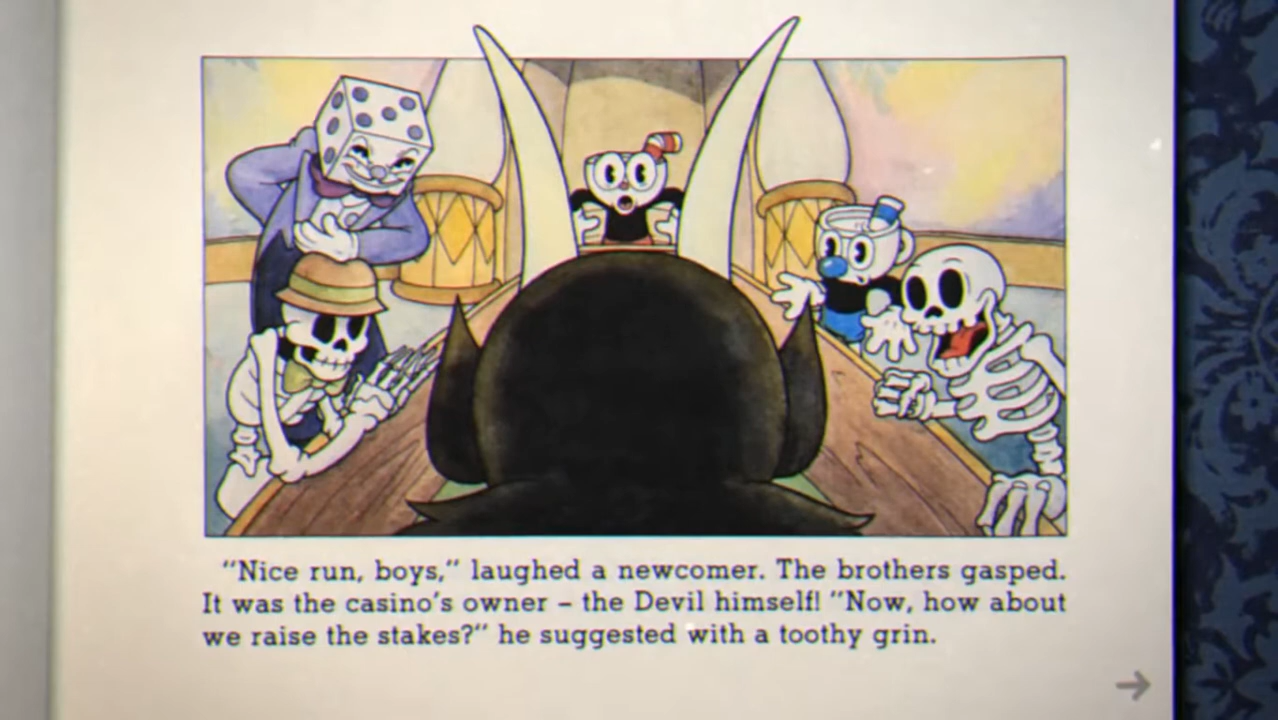 “Nice run, boys,” laughed a newcomer. The brothers gasped.
It was the casino’s owner – the Devil himself! “Now, how about
we raise the stakes?” he suggested with a toothy grin.